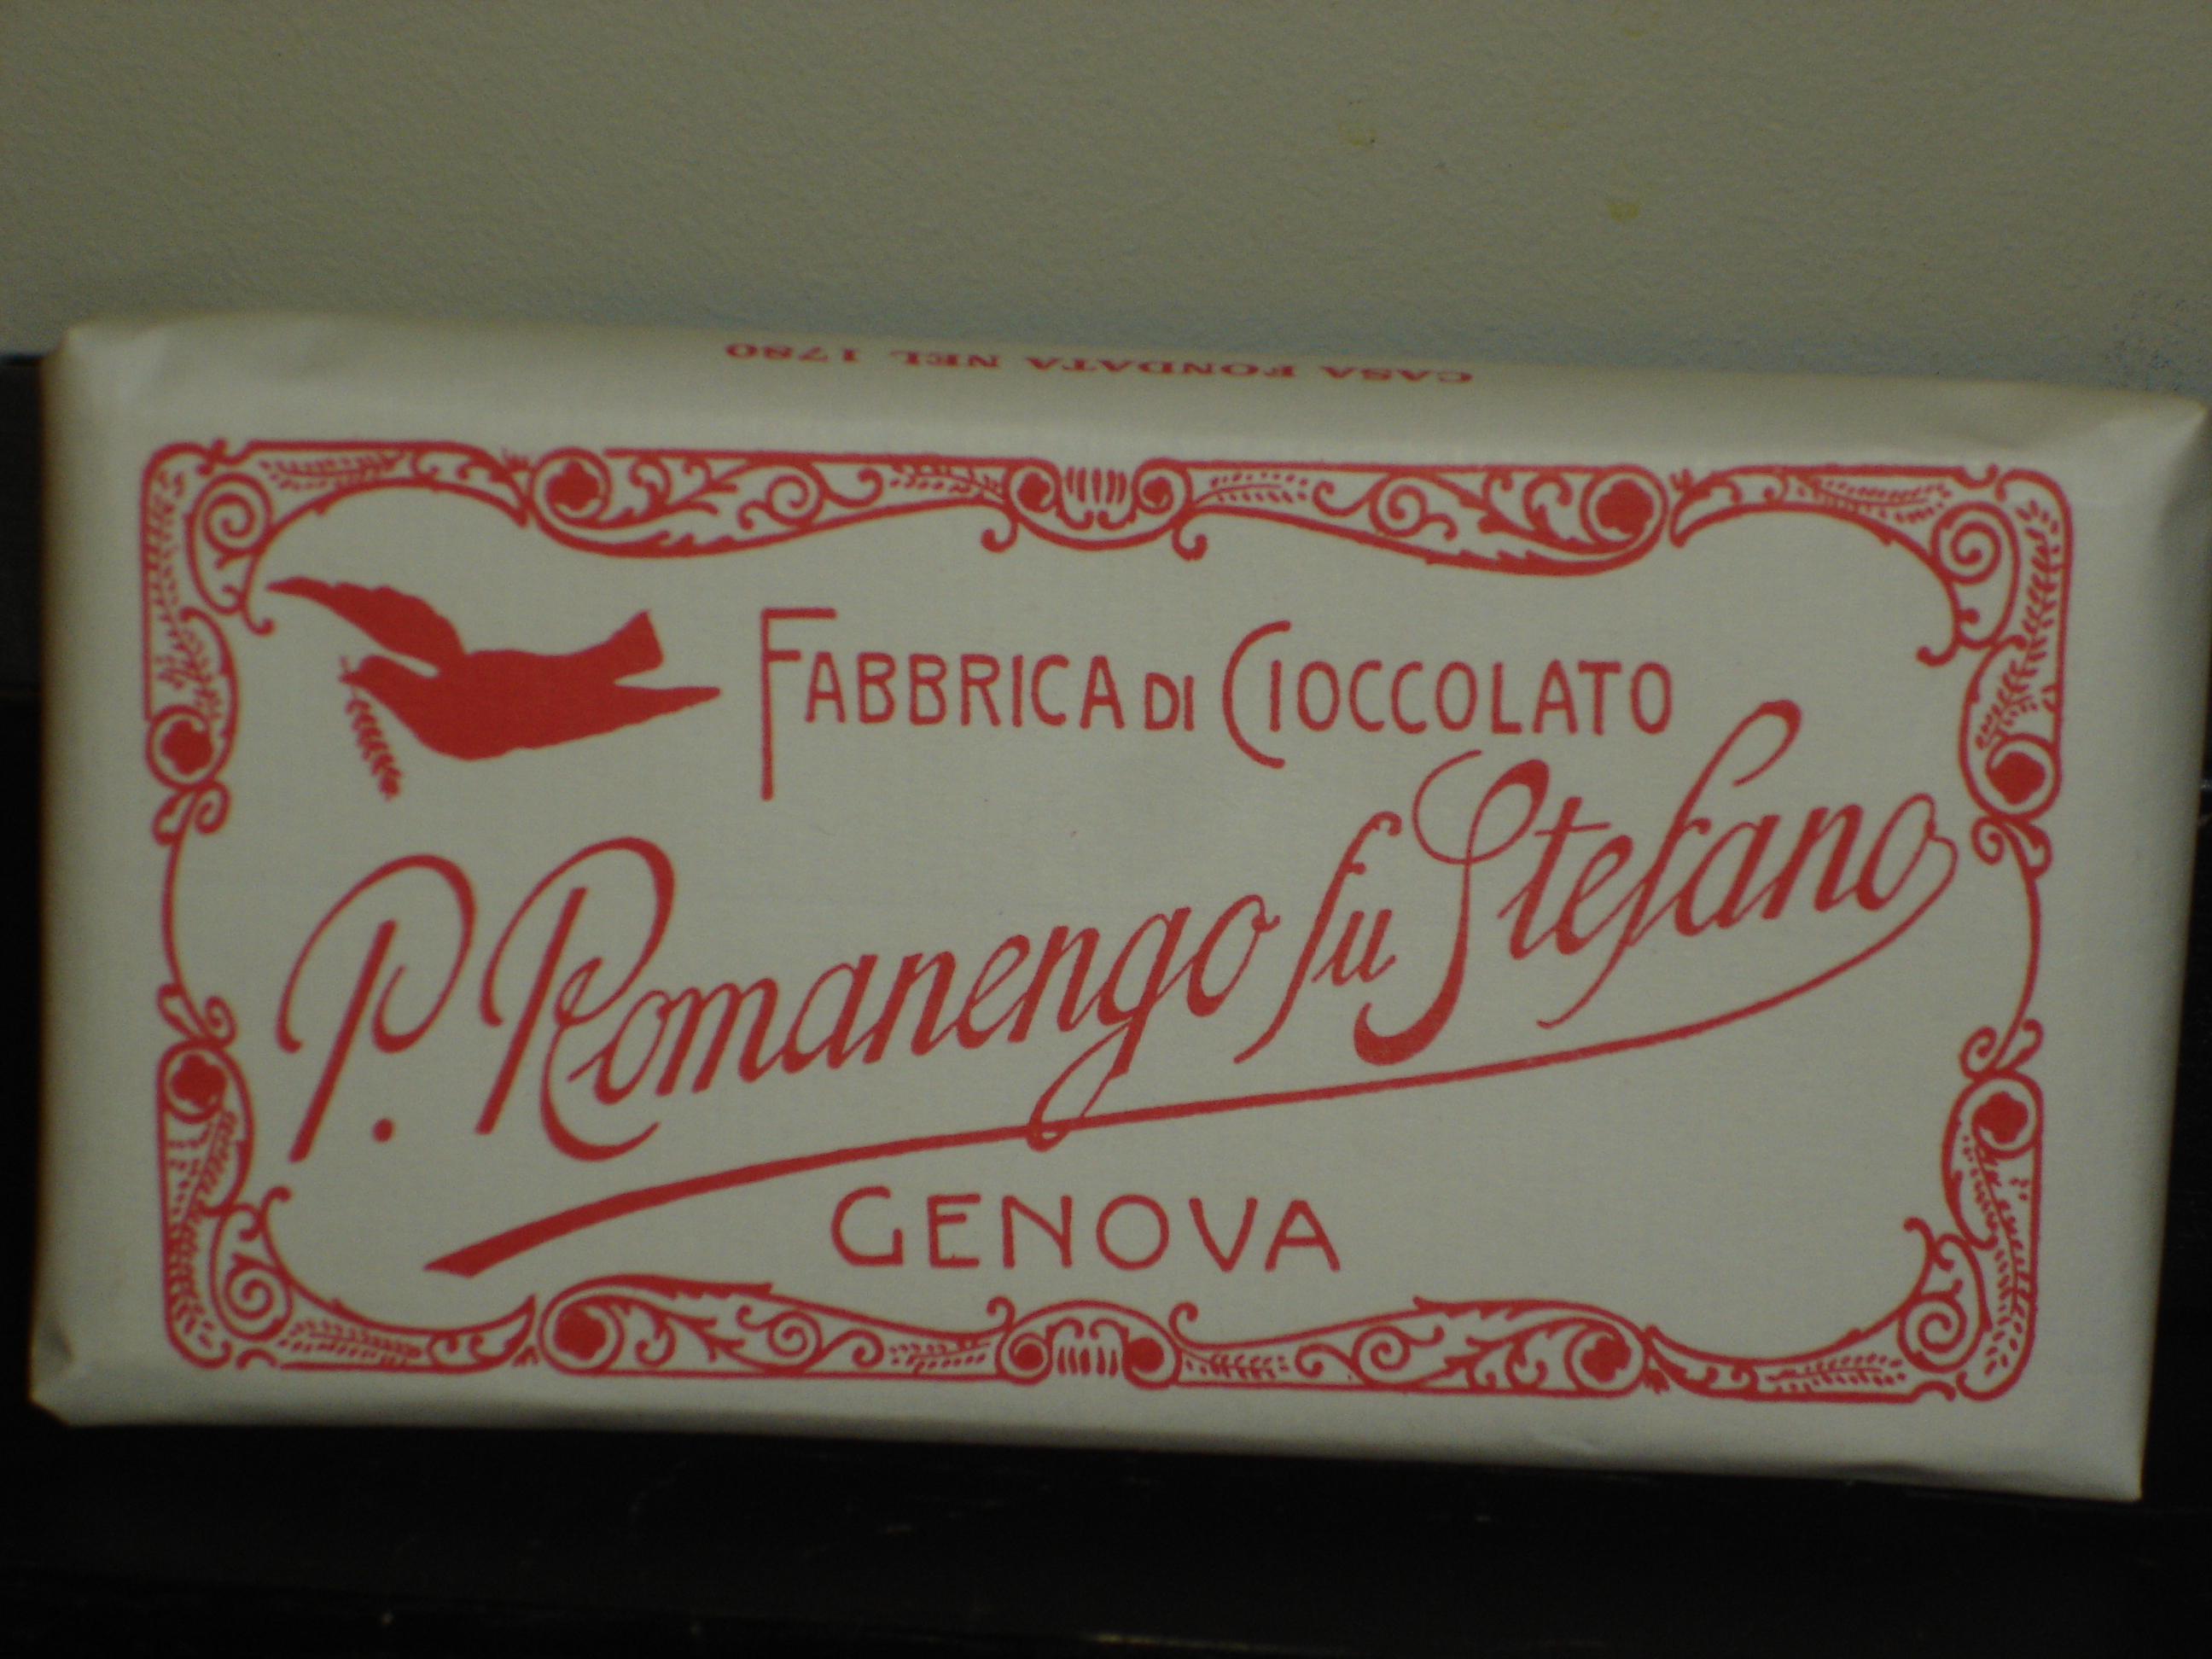 CASA FONDATA NEL 1780
FABBRICA DI CIOCCOLATO
P. Romanengo fu Stefano
GENOVA